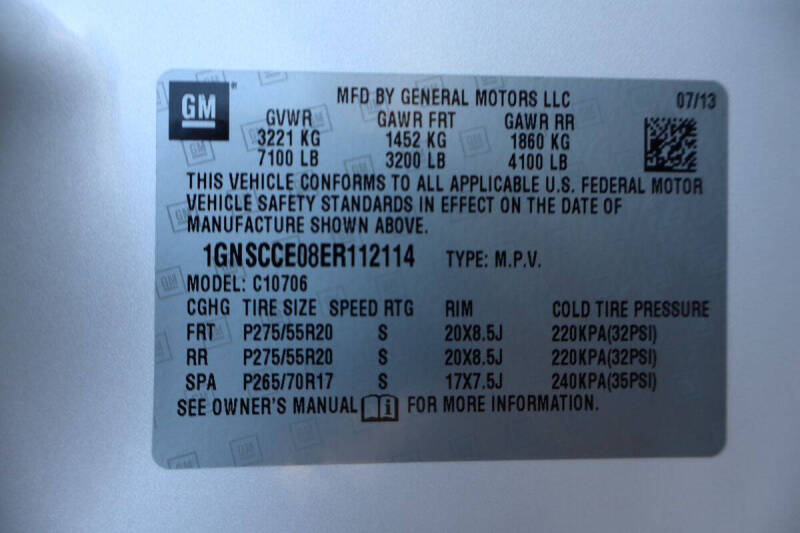 GM
MFD BY GENERAL MOTORS LLC 07/13
GVWR GAWR FRT GAWR RR
3221 KG 1452 KG 1860 KG
7100 LB 3200 LB 4100 LB
THIS VEHICLE CONFORMS TO ALL APPLICABLE U.S. FEDERAL MOTOR
VEHICLE SAFETY STANDARDS IN EFFECT ON THE DATE OF
MANUFACTURE SHOWN ABOVE.
1GNSCCE08ER112114 TYPE: M.P.V.
MODEL: C10706
CGHG TIRE SIZE SPEED RTG RIM COLD TIRE PRESSURE
FRT P275/55R20 S 20X8.5J 220KPA(32PSI)
RR P275/55R20 S 20X8.5J 220KPA(32PSI)
SPA P265/70R17 S 17X7.5J 240KPA(35PSI)
SEE OWNER'S MANUAL i FOR MORE INFORMATION.